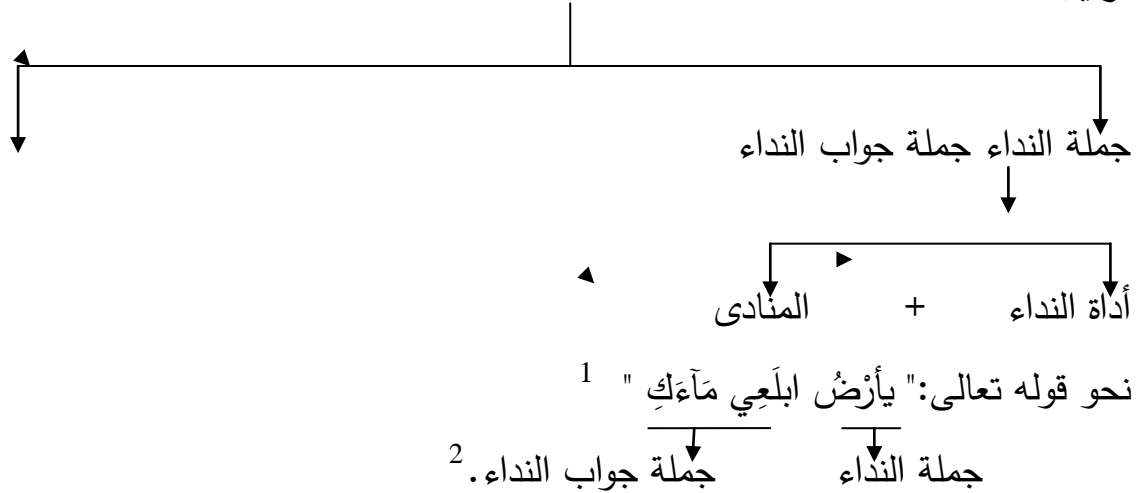 جملة النداء جملة جواب النداء
أداة النداء + المنادى
نحو قوله تعالى:" يأرْضُ ابلَعِي مَآءَكِ " 1
جملة النداء جملة جواب النداء. 2